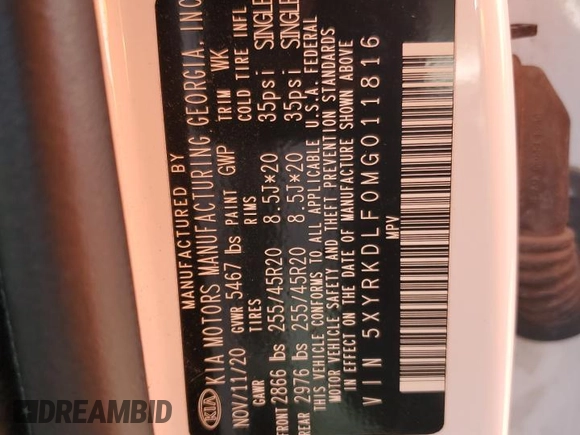 MANUFACTURED BY
KIA KIA MOTORS MANUFACTURING GEORGIA, INC
NOV/11/20 GVWR 5467 lbs PAINT GWP TRIM WK
GAWR TIRES RIMS COLD TIRE INFL
FRONT 2866 lbs 255/45R20 8.5J*20 35psi SINGLE
REAR 2976 lbs 255/45R20 8.5J*20 35psi SINGLE
THIS VEHICLE CONFORMS TO ALL APPLICABLE U.S.A. FEDERAL
MOTOR VEHICLE SAFETY AND THEFT PREVENTION STANDARDS
IN EFFECT ON THE DATE OF MANUFACTURE SHOWN ABOVE
VIN 5XYRKDLF0MG011816
MPV
DREAMBID